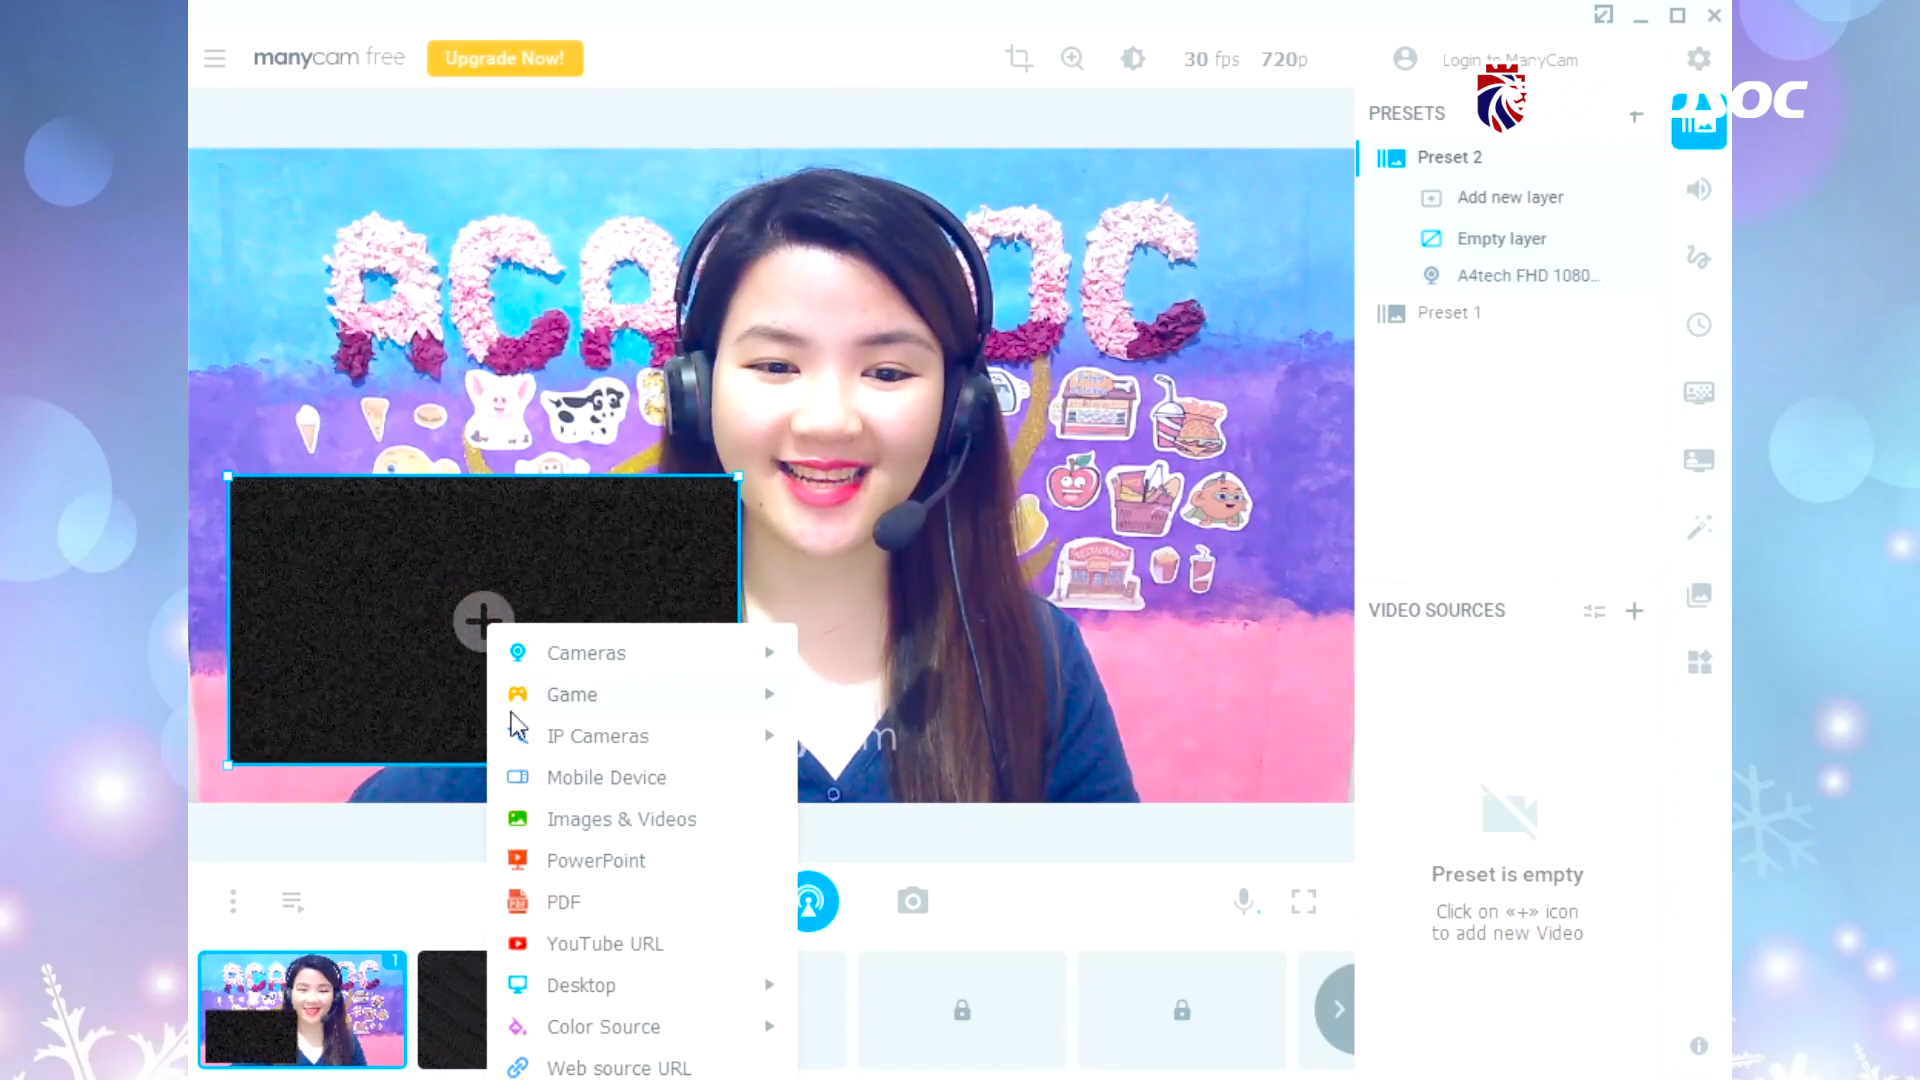 manycam free
Upgrade Now!
30 fps
720p
Login to ManyCam
PRESETS
Preset 2
Add new layer
Empty layer
A4tech FHD 1080...
Preset 1
VIDEO SOURCES
Preset is empty
Click on «+» icon
to add new Video
Cameras
Game
IP Cameras
Mobile Device
Images & Videos
PowerPoint
PDF
YouTube URL
Desktop
Color Source
Web source URL
RESTAURANT
1